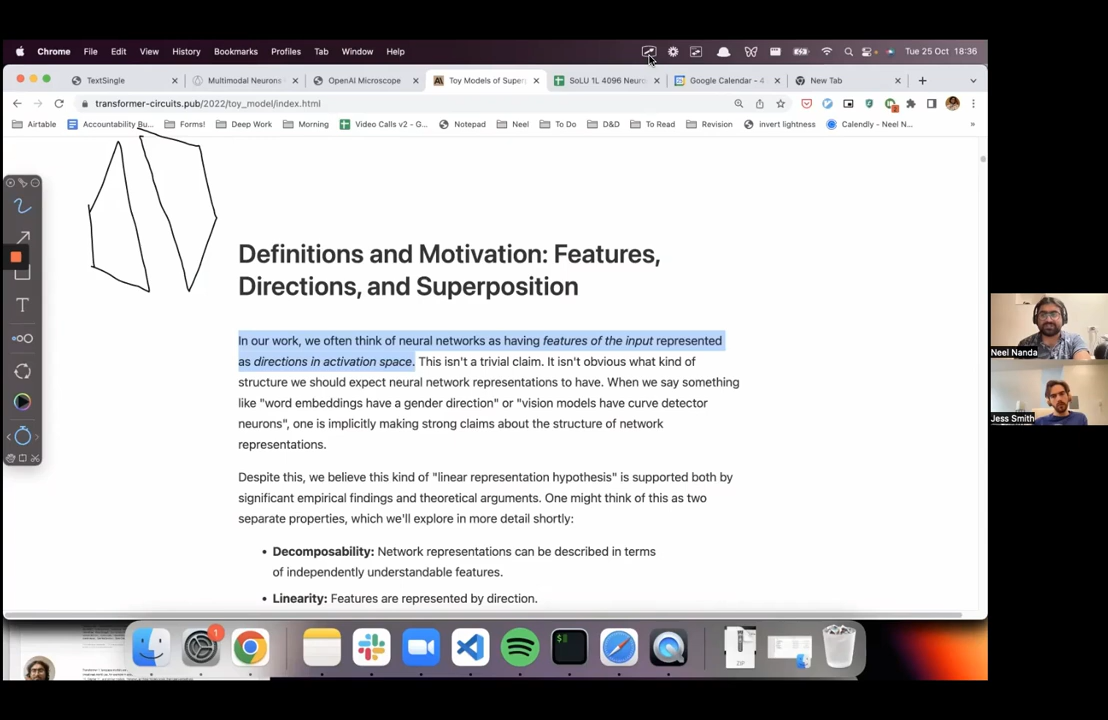 Chrome File Edit View History Bookmarks Profiles Tab Window Help Tue 25 Oct 18:36
TextSingle Multimodal Neurons OpenAI Microscope Toy Models of Super SoLU 1L 4096 Neuro Google Calendar - 4 New Tab
transformer-circuits.pub/2022/toy_model/index.html
Airtable Accountability Bu... Forms! Deep Work Morning Video Calls v2 - G... Notepad Neel To Do D&D To Read Revision invert lightness Calendly - Neel N... »
Definitions and Motivation: Features,
Directions, and Superposition
In our work, we often think of neural networks as having features of the input represented
as directions in activation space. This isn't a trivial claim. It isn't obvious what kind of
structure we should expect neural network representations to have. When we say something
like "word embeddings have a gender direction" or "vision models have curve detector
neurons", one is implicitly making strong claims about the structure of network
representations.
Despite this, we believe this kind of "linear representation hypothesis" is supported both by
significant empirical findings and theoretical arguments. One might think of this as two
separate properties, which we'll explore in more detail shortly:
• Decomposability: Network representations can be described in terms
of independently understandable features.
• Linearity: Features are represented by direction.
T
Neel Nanda
Jess Smith
1
$
ZIP